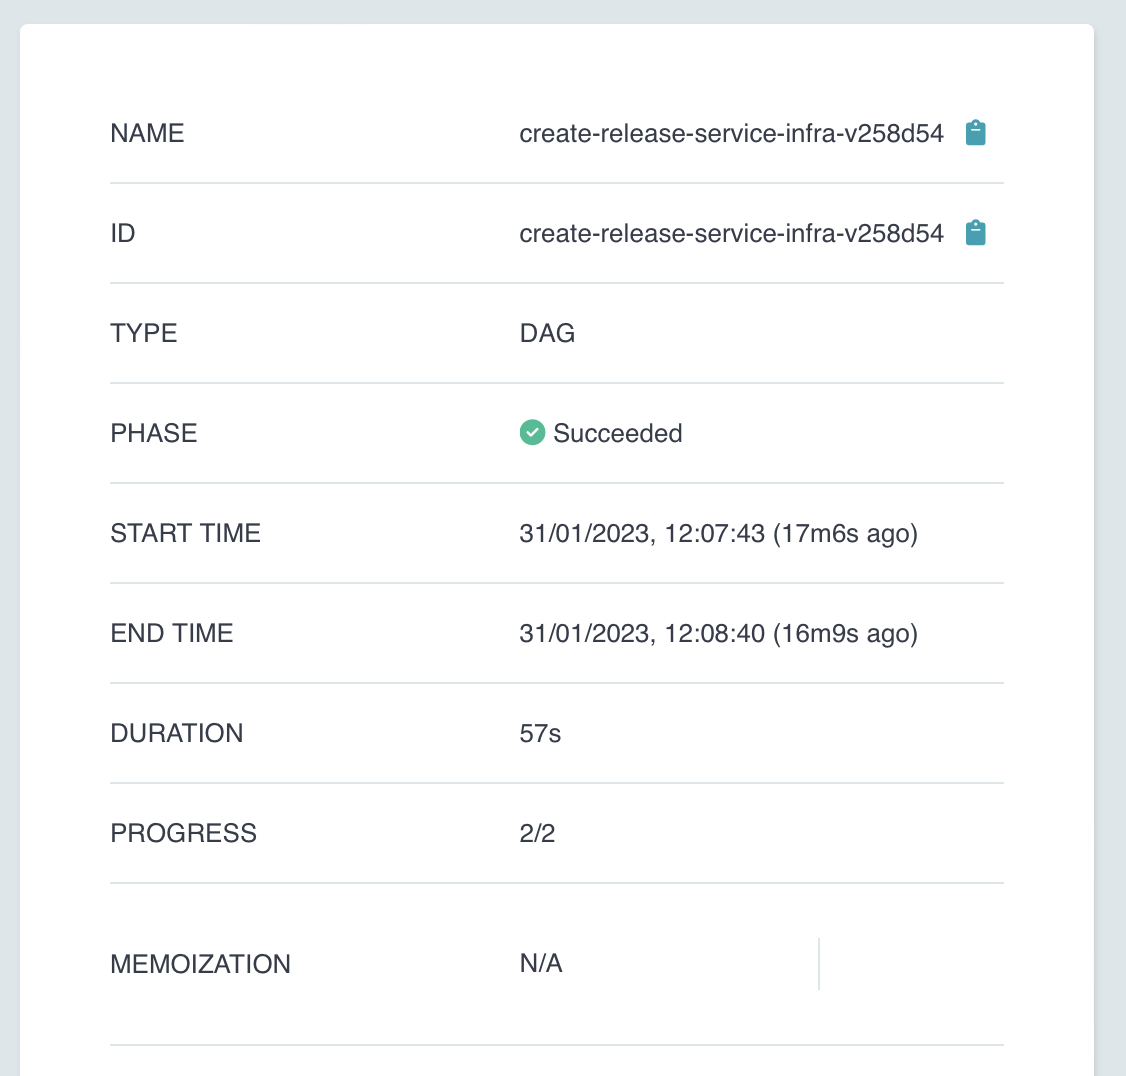 NAME create-release-service-infra-v258d54
ID create-release-service-infra-v258d54
TYPE DAG
PHASE Succeeded
START TIME 31/01/2023, 12:07:43 (17m6s ago)
END TIME 31/01/2023, 12:08:40 (16m9s ago)
DURATION 57s
PROGRESS 2/2
MEMOIZATION N/A